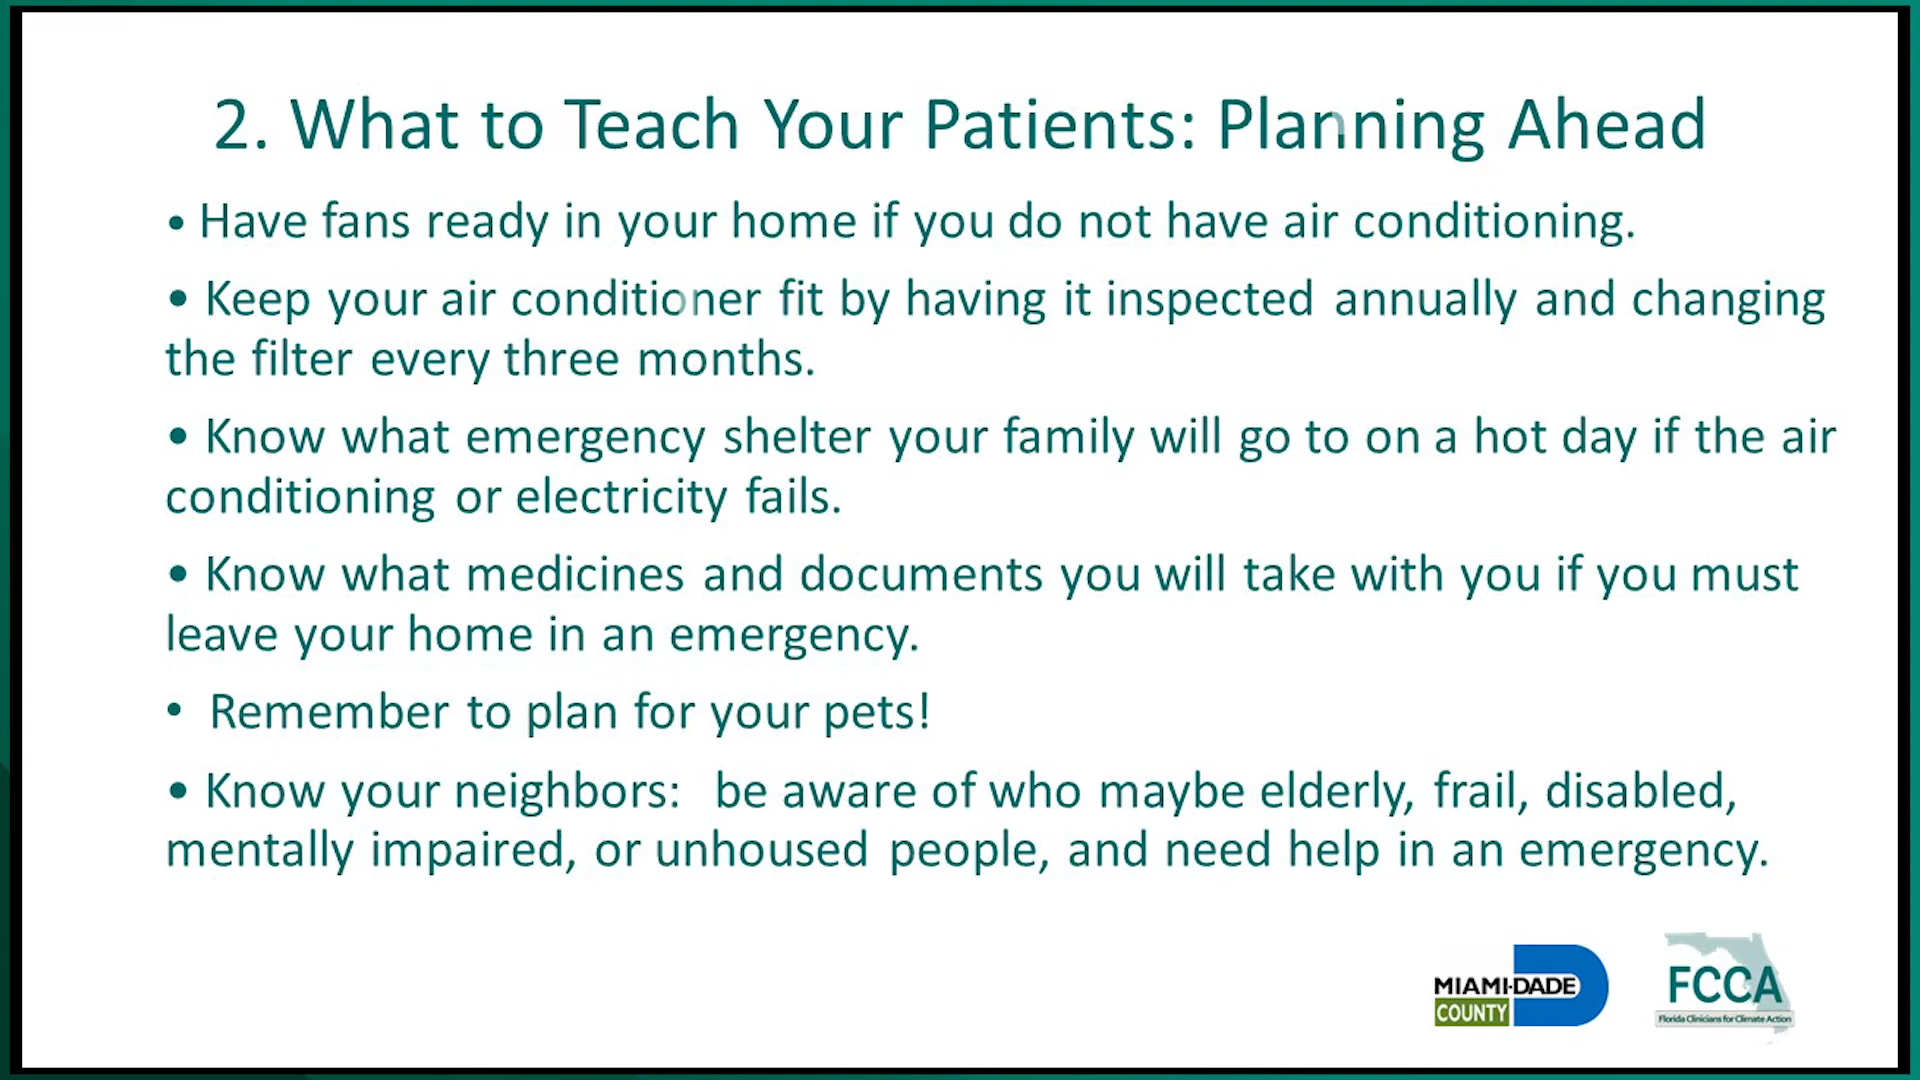 2. What to Teach Your Patients: Planning Ahead
• Have fans ready in your home if you do not have air conditioning.
• Keep your air conditioner fit by having it inspected annually and changing
the filter every three months.
• Know what emergency shelter your family will go to on a hot day if the air
conditioning or electricity fails.
• Know what medicines and documents you will take with you if you must
leave your home in an emergency.
• Remember to plan for your pets!
• Know your neighbors: be aware of who maybe elderly, frail, disabled,
mentally impaired, or unhoused people, and need help in an emergency.
MIAMI-DADE
COUNTY
FCCA
Florida Clinicians for Climate Action